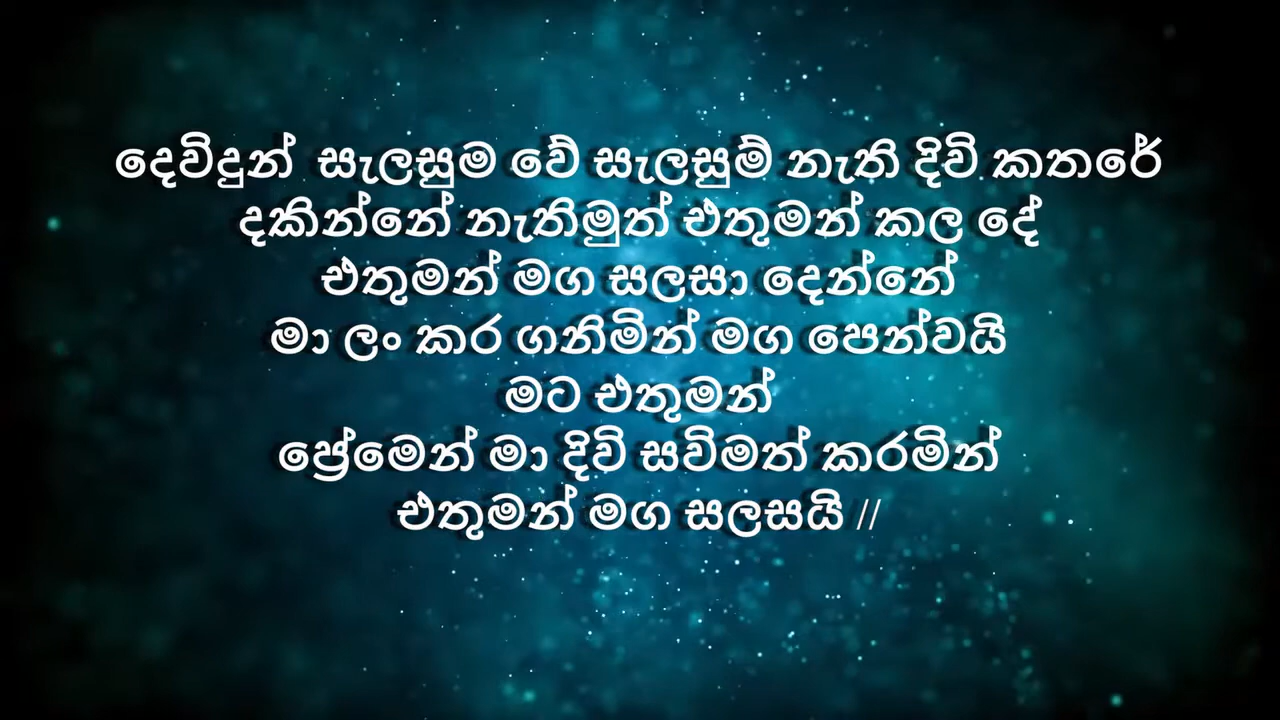 දෙවිදුන් සැලසුම වේ සැලසුම් නැති දිවි කතරේ
දකින්නේ නැතිමුත් එතුමන් කල දේ
එතුමන් මග සලසා දෙන්නේ
මා ලං කර ගනිමින් මග පෙන්වයි
මට එතුමන්
ප්‍රේමෙන් මා දිවි සවිමත් කරමින්
එතුමන් මග සලසයි //